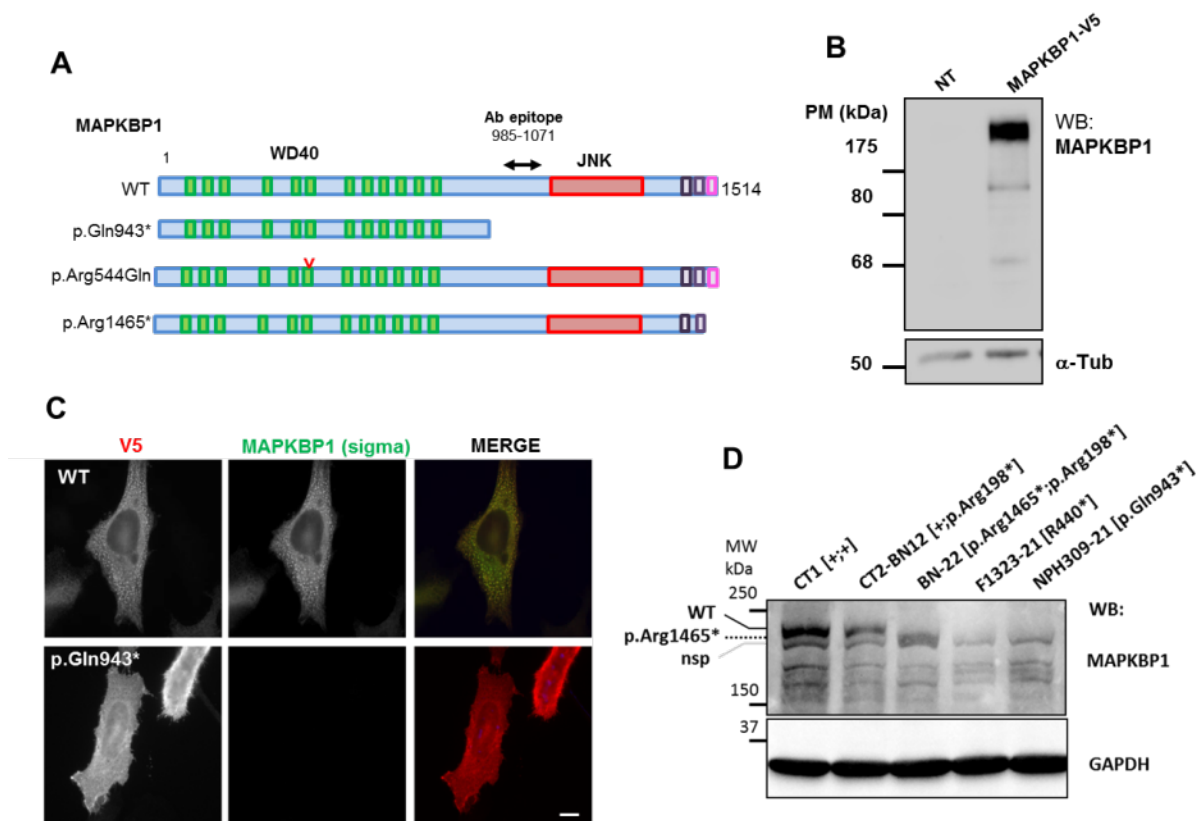 A
MAPKBP1
Ab epitope
985-1071
1
WD40
JNK
WT
1514
p.Gln943*
p.Arg544Gln
p.Arg1465*
B
NT
MAPKBP1-V5
PM (kDa)
WB:
MAPKBP1
175
80
68
50
α-Tub
C
V5
MAPKBP1 (sigma)
MERGE
WT
p.Gln943*
D
CT1 [+;+]
CT2-BN12 [+;p.Arg198*]
BN-22 [p.Arg1465*;p.Arg198*]
F1323-21 [R440*]
NPH309-21 [p.Gln943*]
MW
kDa
250
WT
p.Arg1465*
nsp
150
37
WB:
MAPKBP1
GAPDH